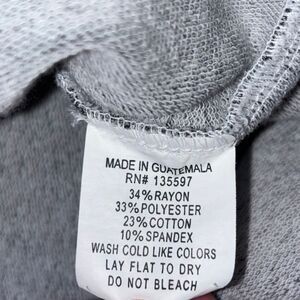 MADE IN GUATEMALA
RN# 135597
34% RAYON
33% POLYESTER
23% COTTON
10% SPANDEX
WASH COLD LIKE COLORS
LAY FLAT TO DRY
DO NOT BLEACH